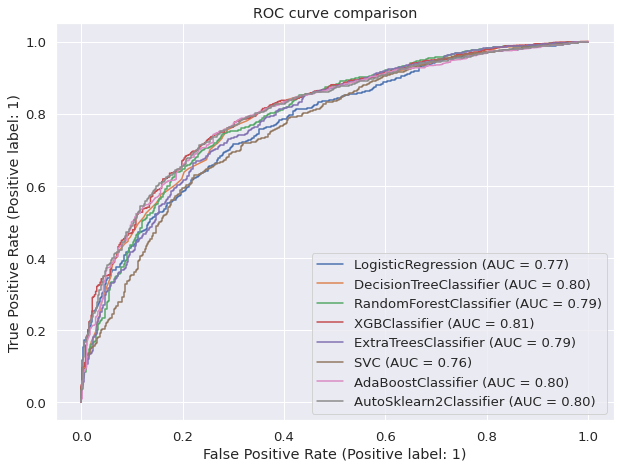 ROC curve comparison
1.0
0.8
0.6
0.4
0.2
0.0
True Positive Rate (Positive label: 1)
LogisticRegression (AUC = 0.77)
DecisionTreeClassifier (AUC = 0.80)
RandomForestClassifier (AUC = 0.79)
XGBClassifier (AUC = 0.81)
ExtraTreesClassifier (AUC = 0.79)
SVC (AUC = 0.76)
AdaBoostClassifier (AUC = 0.80)
AutoSklearn2Classifier (AUC = 0.80)
0.0 0.2 0.4 0.6 0.8 1.0
False Positive Rate (Positive label: 1)